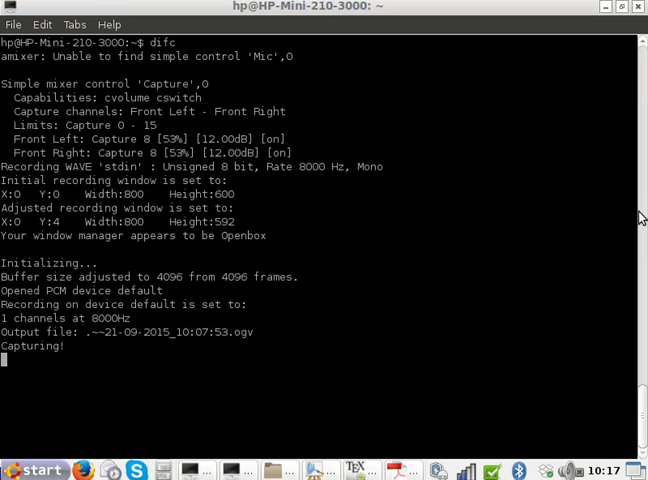 hp@HP-Mini-210-3000: ~
File Edit Tabs Help
hp@HP-Mini-210-3000:~$ difc
amixer: Unable to find simple control 'Mic',0
Simple mixer control 'Capture',0
Capabilities: cvolume cswitch
Capture channels: Front Left - Front Right
Limits: Capture 0 - 15
Front Left: Capture 8 [53%] [12.00dB] [on]
Front Right: Capture 8 [53%] [12.00dB] [on]
Recording WAVE 'stdin' : Unsigned 8 bit, Rate 8000 Hz, Mono
Initial recording window is set to:
X:0 Y:0 Width:800 Height:600
Adjusted recording window is set to:
X:0 Y:4 Width:800 Height:592
Your window manager appears to be Openbox
Initializing...
Buffer size adjusted to 4096 from 4096 frames.
Opened PCM device default
Recording on device default is set to:
1 channels at 8000Hz
Output file: .~~21-09-2015_10:07:53.ogv
Capturing!
start ... ... ... ... TEX ... ... 10:17